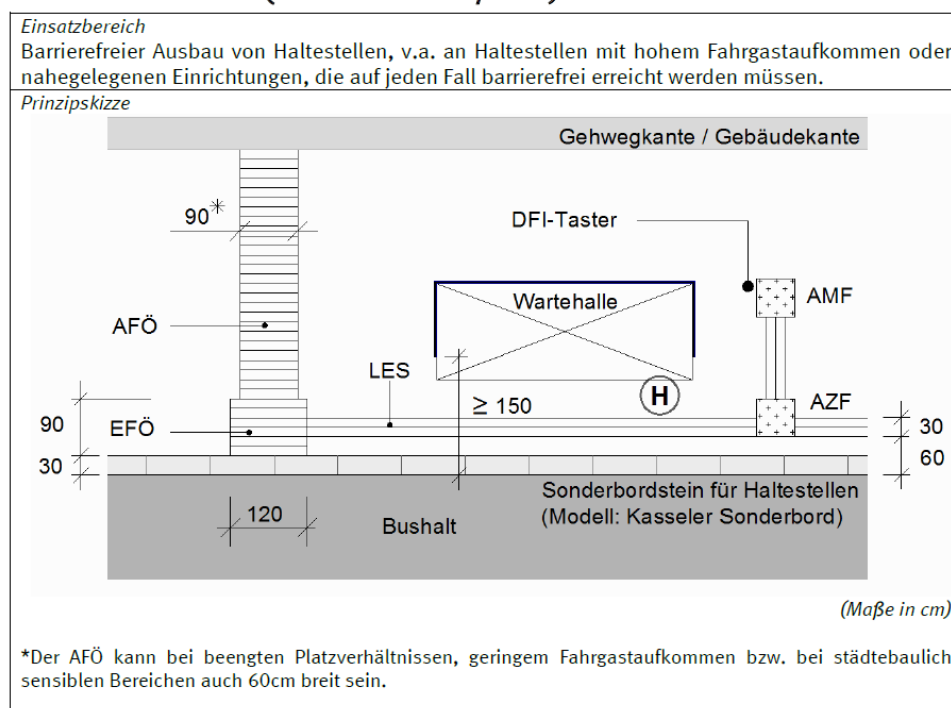 Einsatzbereich
Barrierefreier Ausbau von Haltestellen, v.a. an Haltestellen mit hohem Fahrgastaufkommen oder
nahegelegenen Einrichtungen, die auf jeden Fall barrierefrei erreicht werden müssen.
Prinzipskizze
Gehwegkante / Gebäudekante
90*
DFI-Taster
Wartehalle
AMF
AFÖ
LES
H
AZF
≥ 150
90
EFÖ
30
30
60
120
Bushalt
Sonderbordstein für Haltestellen
(Modell: Kasseler Sonderbord)
(Maße in cm)
*Der AFÖ kann bei beengten Platzverhältnissen, geringem Fahrgastaufkommen bzw. bei städtebaulich
sensiblen Bereichen auch 60cm breit sein.